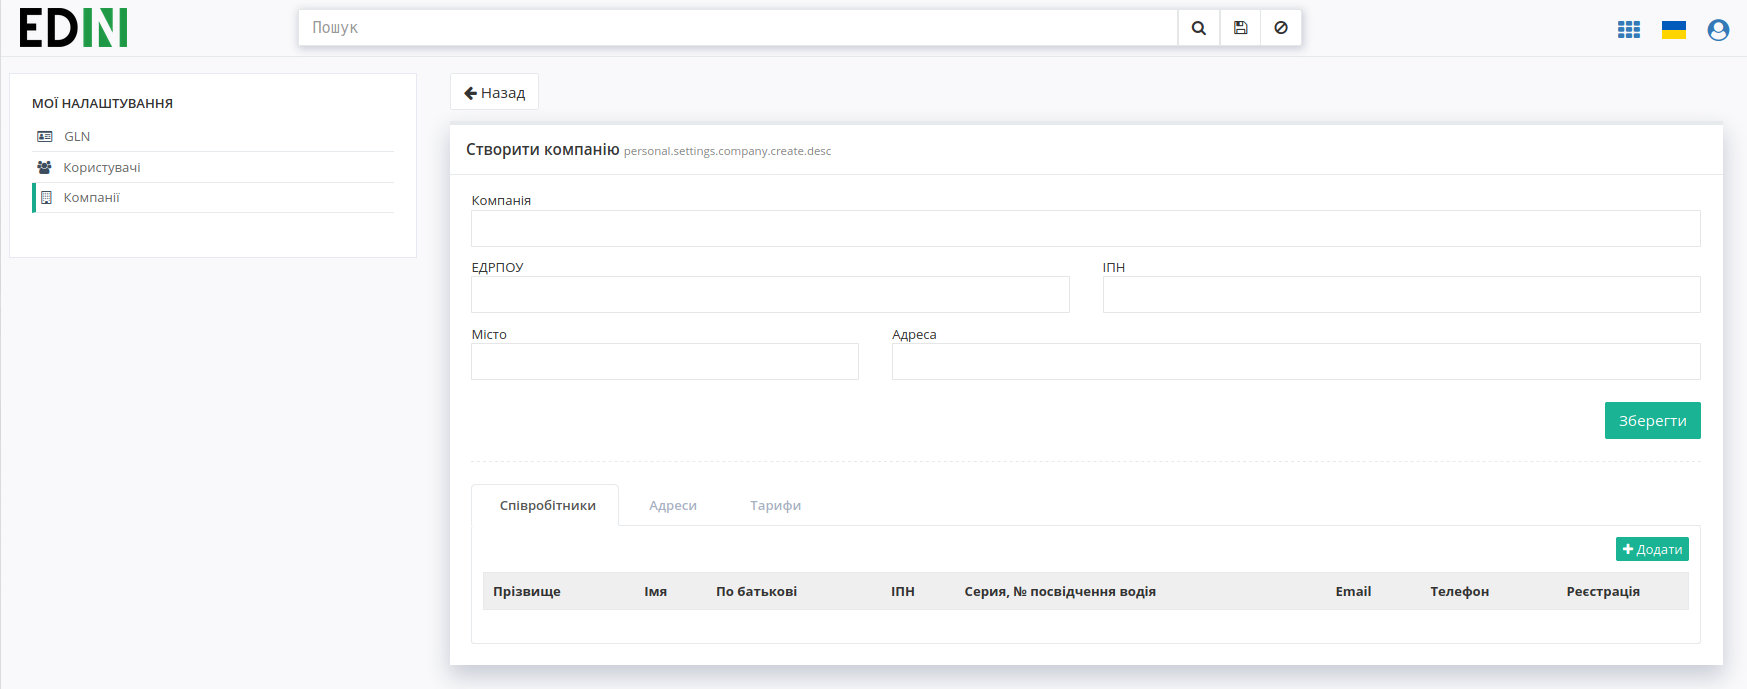 EDIN
Пошук
МОЇ НАЛАШТУВАННЯ
GLN
Користувачі
Компанії
Назад
Створити компанію personal.settings.company.create.desc
Компанія
ЕДРПОУ ІПН
Місто Адреса
Зберегти
Співробітники Адреси Тарифи
Додати
Прізвище Імя По батькові ІПН Серия, № посвідчення водія Email Телефон Реєстрація